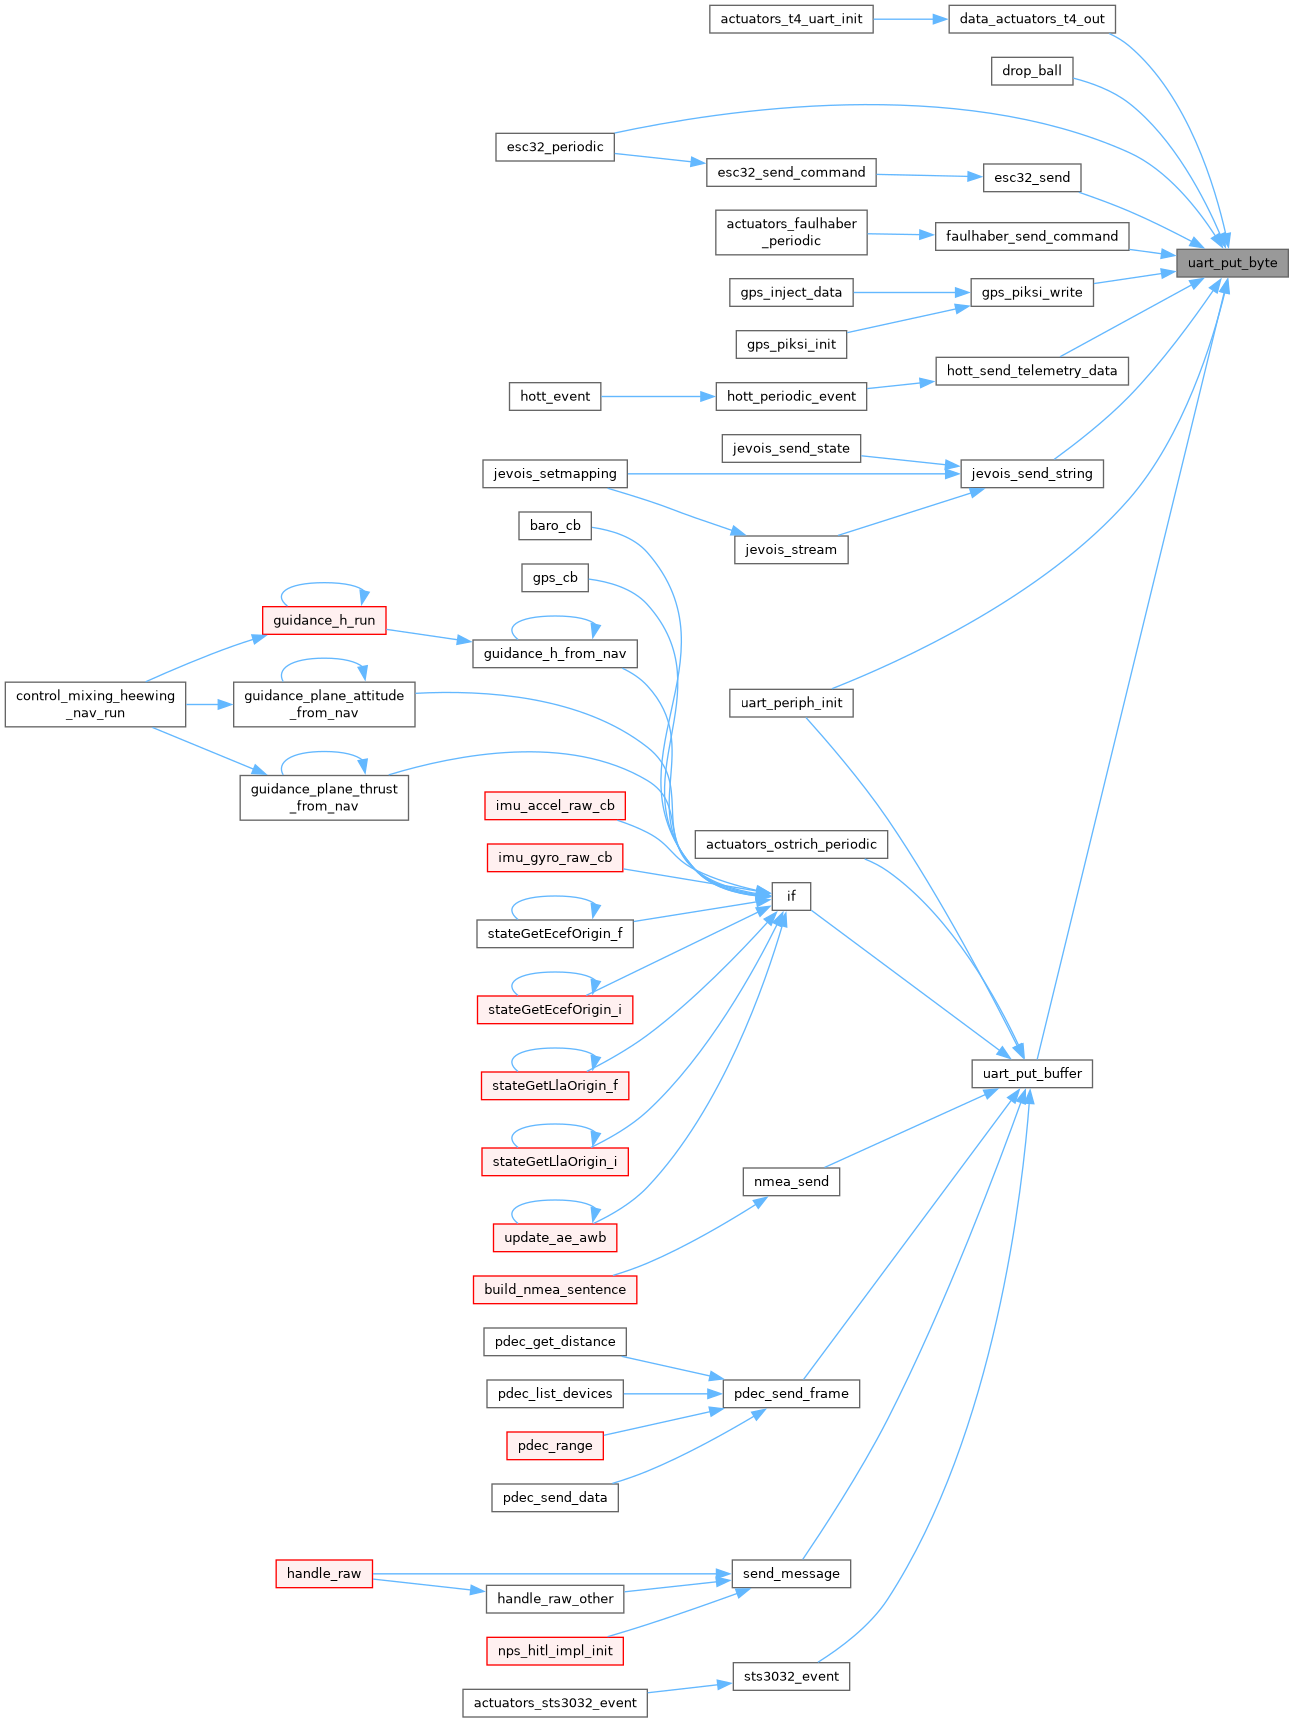 actuators_t4_uart_init
data_actuators_t4_out
drop_ball
esc32_periodic
esc32_send_command
esc32_send
actuators_faulhaber
_periodic
faulhaber_send_command
uart_put_byte
gps_inject_data
gps_piksi_write
gps_piksi_init
hott_send_telemetry_data
hott_event
hott_periodic_event
jevois_send_state
jevois_setmapping
jevois_send_string
baro_cb
jevois_stream
gps_cb
guidance_h_run
guidance_h_from_nav
control_mixing_heewing
_nav_run
guidance_plane_attitude
_from_nav
uart_periph_init
guidance_plane_thrust
_from_nav
imu_accel_raw_cb
actuators_ostrich_periodic
imu_gyro_raw_cb
if
stateGetEcefOrigin_f
stateGetEcefOrigin_i
stateGetLlaOrigin_f
uart_put_buffer
stateGetLlaOrigin_i
nmea_send
update_ae_awb
build_nmea_sentence
pdec_get_distance
pdec_list_devices
pdec_send_frame
pdec_range
pdec_send_data
handle_raw
send_message
handle_raw_other
nps_hitl_impl_init
sts3032_event
actuators_sts3032_event